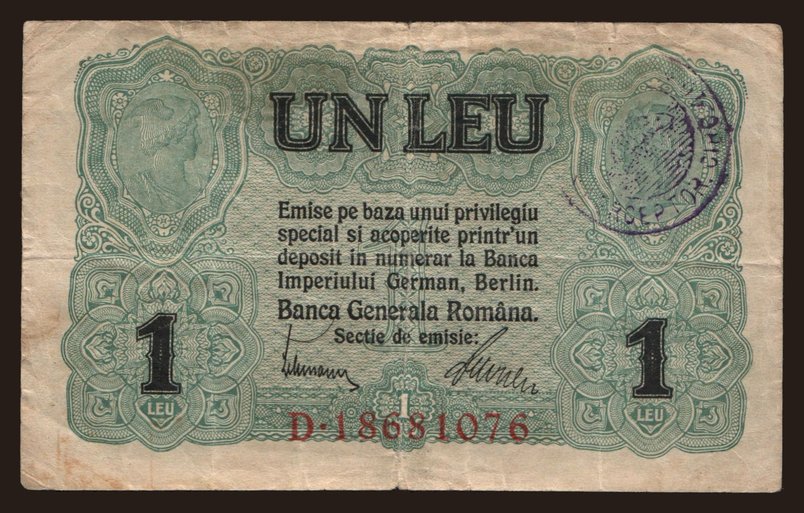 UN LEU
Emise pe baza unui privilegiu
special si acoperite printr'un
deposit in numerar la Banca
Imperiului German, Berlin.
Banca Generala Româna.
Sectie de emisie:
1
LEU
1
LEU
1
D·18681076